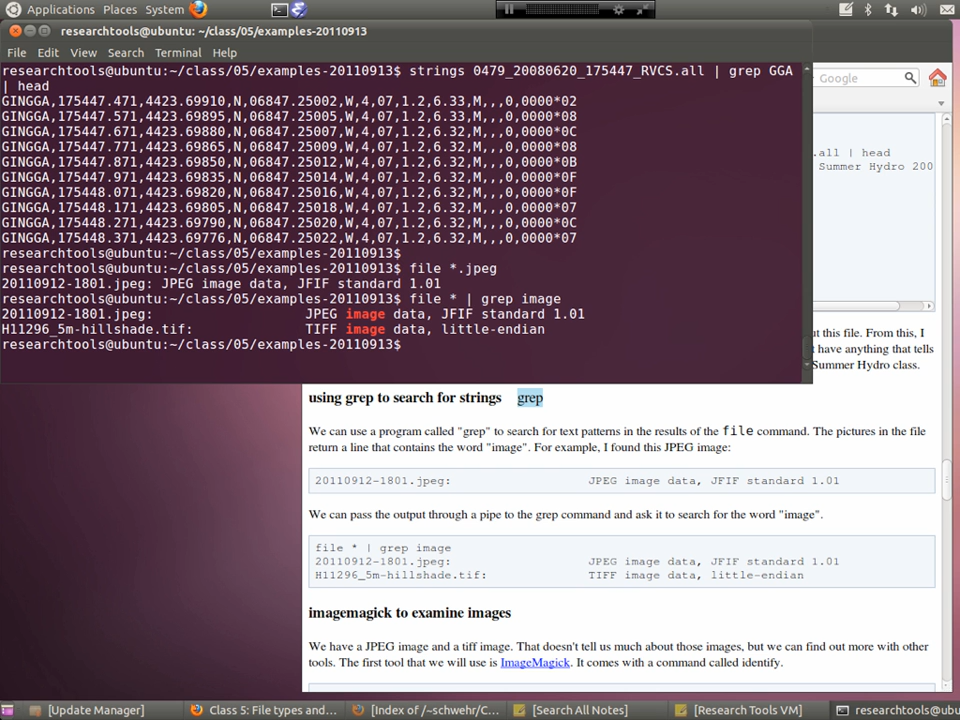 Applications Places System
researchtools@ubuntu: ~/class/05/examples-20110913
File Edit View Search Terminal Help
researchtools@ubuntu:~/class/05/examples-20110913$ strings 0479_20080620_175447_RVCS.all | grep GGA
| head
GINGGA,175447.471,4423.69910,N,06847.25002,W,4,07,1.2,6.33,M,,,0,0000*02
GINGGA,175447.571,4423.69895,N,06847.25005,W,4,07,1.2,6.32,M,,,0,0000*08
GINGGA,175447.671,4423.69880,N,06847.25007,W,4,07,1.2,6.32,M,,,0,0000*0C
GINGGA,175447.771,4423.69865,N,06847.25009,W,4,07,1.2,6.32,M,,,0,0000*08
GINGGA,175447.871,4423.69850,N,06847.25012,W,4,07,1.2,6.32,M,,,0,0000*0B
GINGGA,175447.971,4423.69835,N,06847.25014,W,4,07,1.2,6.32,M,,,0,0000*0F
GINGGA,175448.071,4423.69820,N,06847.25016,W,4,07,1.2,6.32,M,,,0,0000*0F
GINGGA,175448.171,4423.69805,N,06847.25018,W,4,07,1.2,6.32,M,,,0,0000*07
GINGGA,175448.271,4423.69790,N,06847.25020,W,4,07,1.2,6.32,M,,,0,0000*0C
GINGGA,175448.371,4423.69776,N,06847.25022,W,4,07,1.2,6.32,M,,,0,0000*07
researchtools@ubuntu:~/class/05/examples-20110913$
researchtools@ubuntu:~/class/05/examples-20110913$ file *.jpeg
20110912-1801.jpeg: JPEG image data, JFIF standard 1.01
researchtools@ubuntu:~/class/05/examples-20110913$ file * | grep image
20110912-1801.jpeg: JPEG image data, JFIF standard 1.01
H11296_5m-hillshade.tif: TIFF image data, little-endian
researchtools@ubuntu:~/class/05/examples-20110913$
Google
.all | head
Summer Hydro 200
ut this file. From this, I
have anything that tells
Summer Hydro class.
using grep to search for strings grep
We can use a program called "grep" to search for text patterns in the results of the file command. The pictures in the file
return a line that contains the word "image". For example, I found this JPEG image:
20110912-1801.jpeg: JPEG image data, JFIF standard 1.01
We can pass the output through a pipe to the grep command and ask it to search for the word "image".
file * | grep image
20110912-1801.jpeg: JPEG image data, JFIF standard 1.01
H11296_5m-hillshade.tif: TIFF image data, little-endian
imagemagick to examine images
We have a JPEG image and a tiff image. That doesn't tell us much about those images, but we can find out more with other
tools. The first tool that we will use is ImageMagick. It comes with a command called identify.
[Update Manager] Class 5: File types and... [Index of /~schwehr/C... [Search All Notes] [Research Tools VM] researchtools@ubu